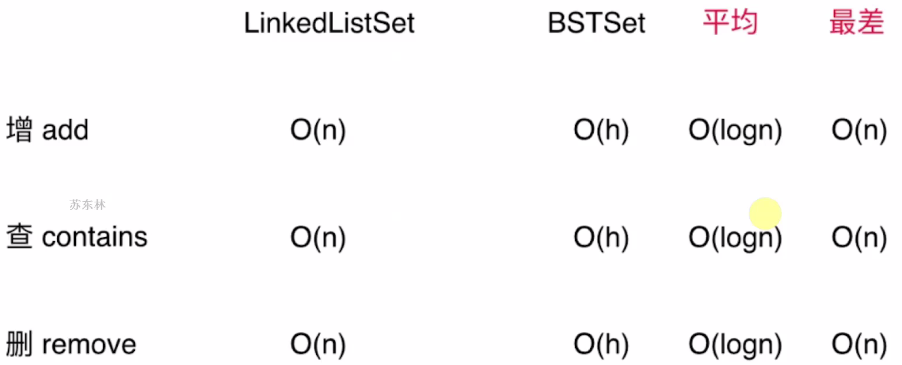 LinkedListSet BSTSet 平均 最差
增 add O(n) O(h) O(logn) O(n)
苏东林
查 contains O(n) O(h) O(logn) O(n)
删 remove O(n) O(h) O(logn) O(n)